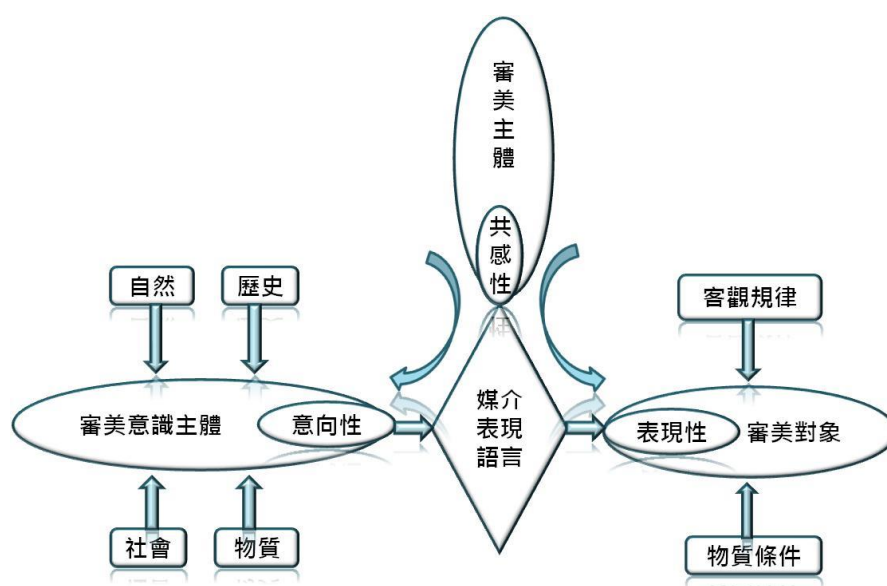 審美主體
共感性
自然
歷史
客觀規律
審美意識主體
意向性
媒介
表現
語言
表現性
審美對象
社會
物質
物質條件